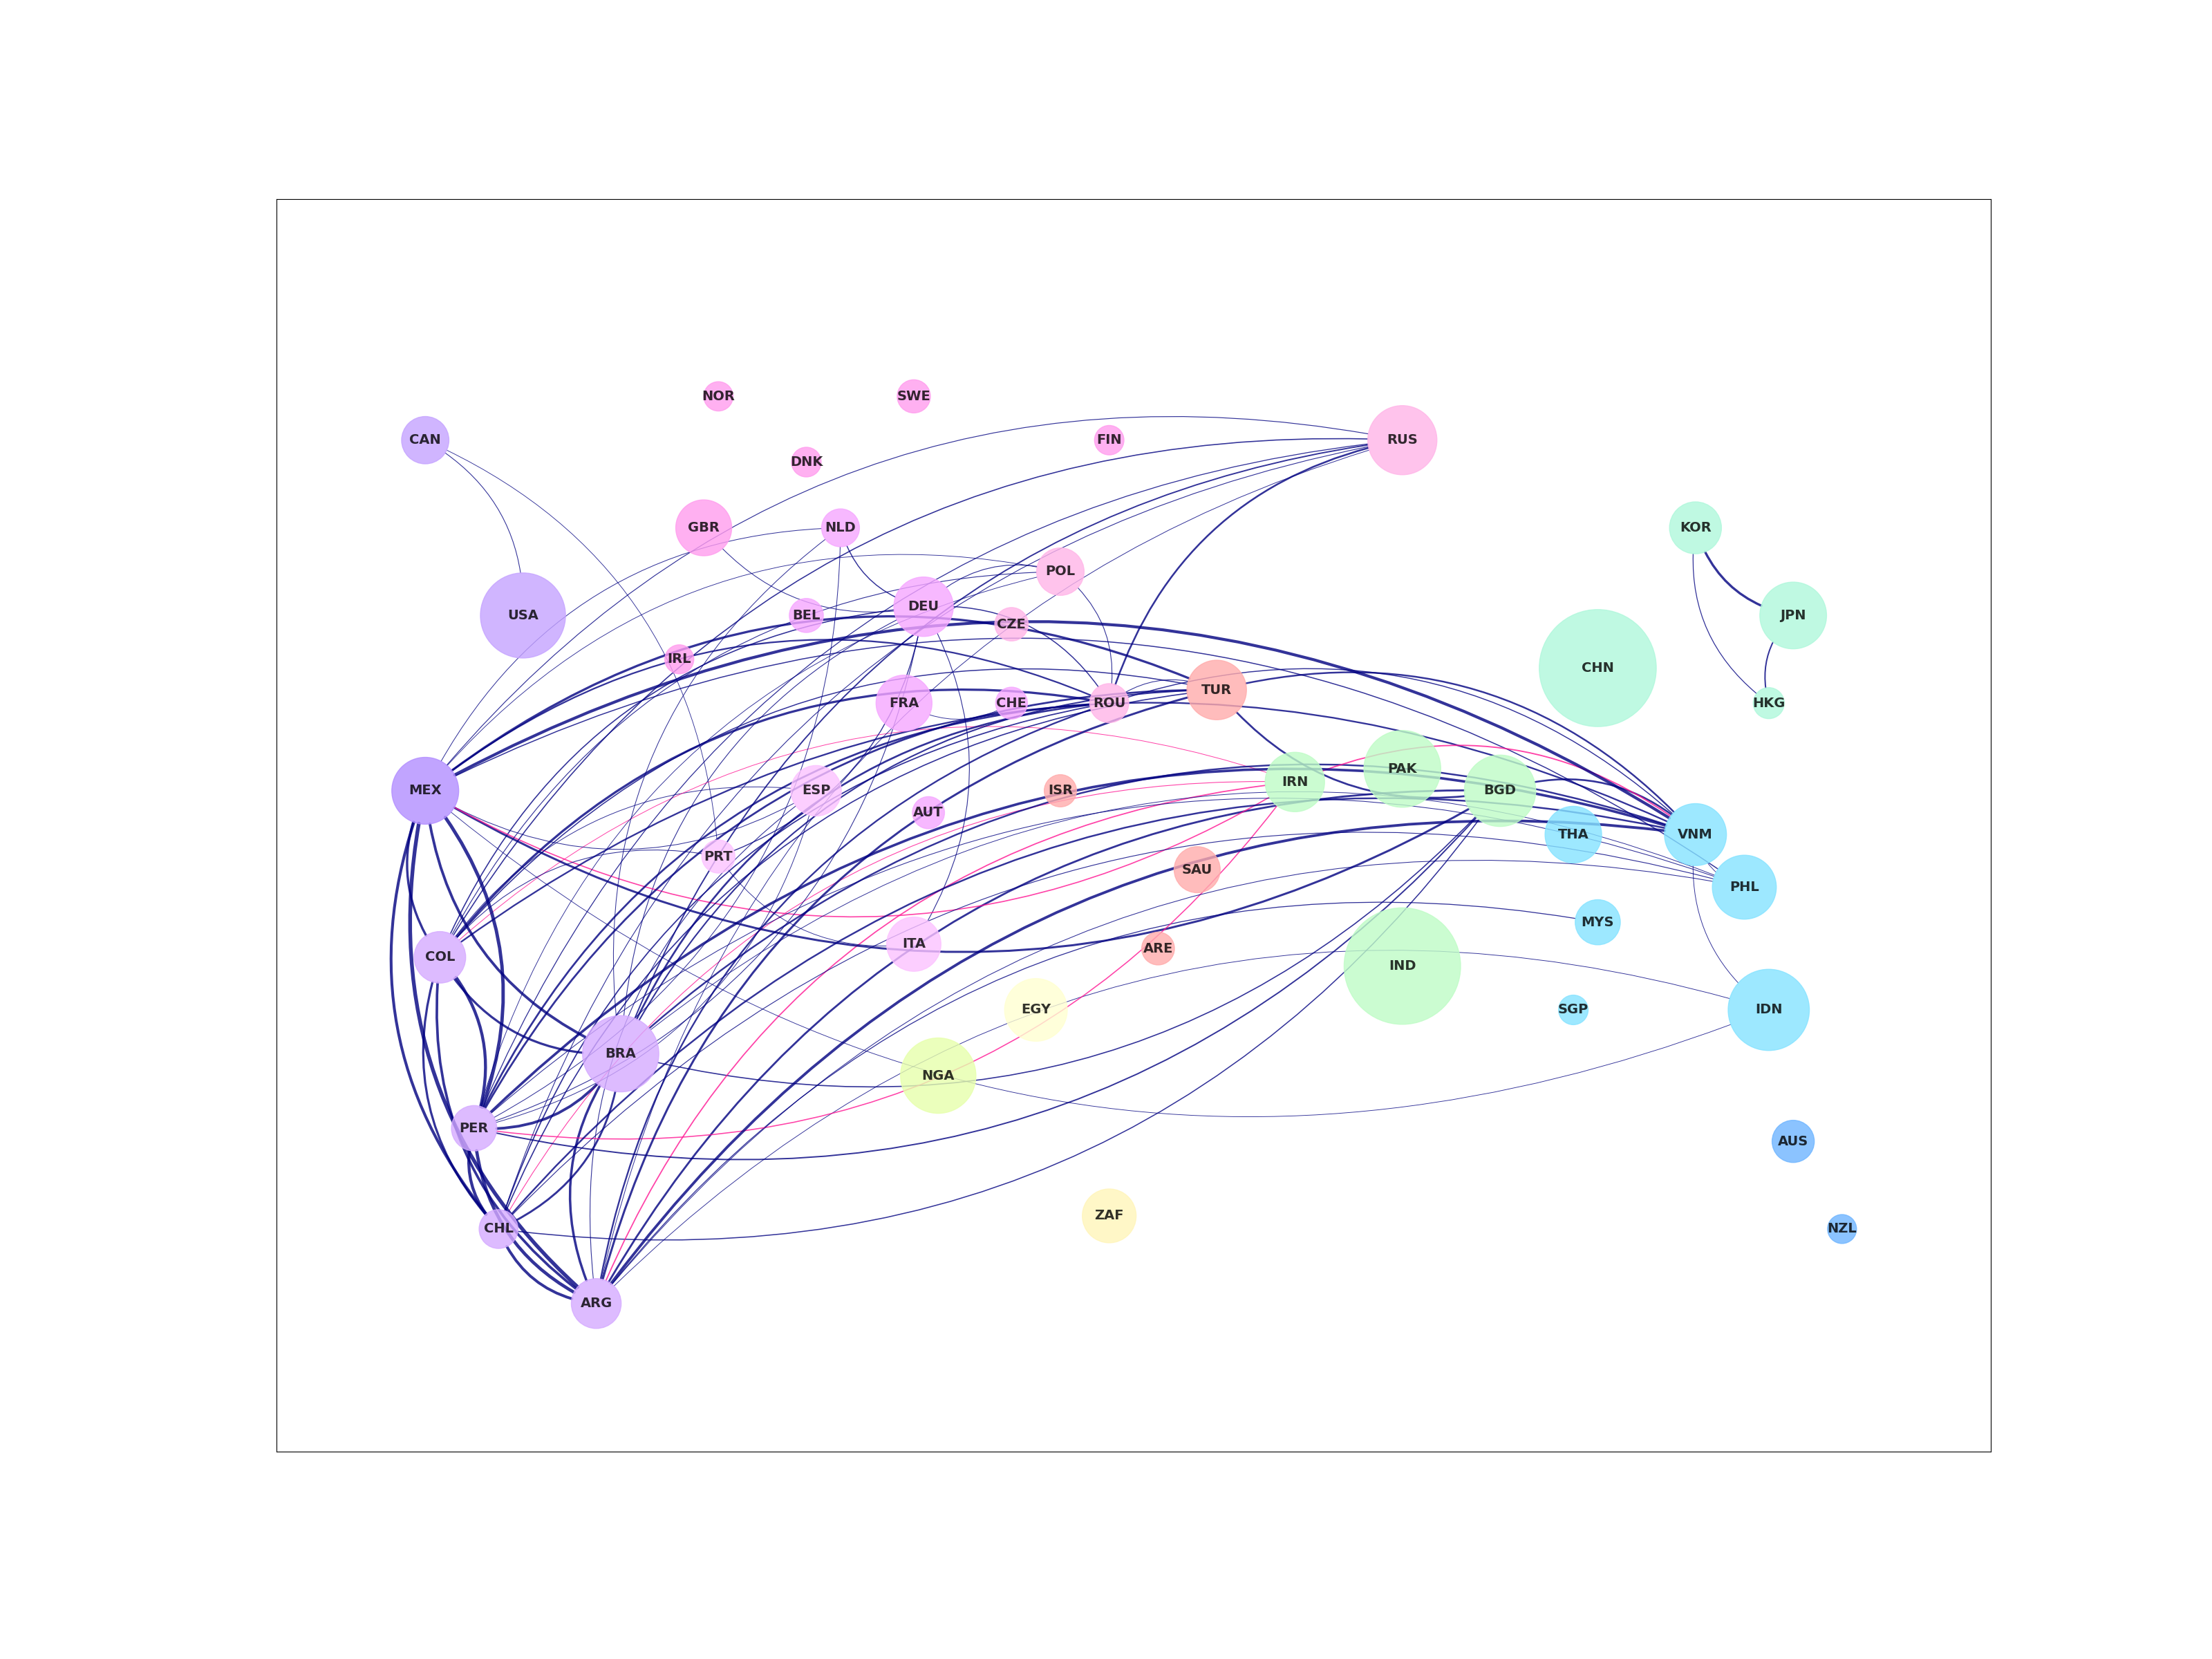 NOR
SWE
CAN
FIN
RUS
DNK
GBR
NLD
KOR
POL
DEU
USA
BEL
CZE
JPN
IRL
CHN
TUR
FRA
CHE
ROU
HKG
PAK
IRN
MEX
ESP
ISR
BGD
AUT
THA
VNM
PRT
SAU
PHL
MYS
ITA
ARE
COL
IND
EGY
SGP
IDN
BRA
NGA
PER
AUS
ZAF
CHL
NZL
ARG